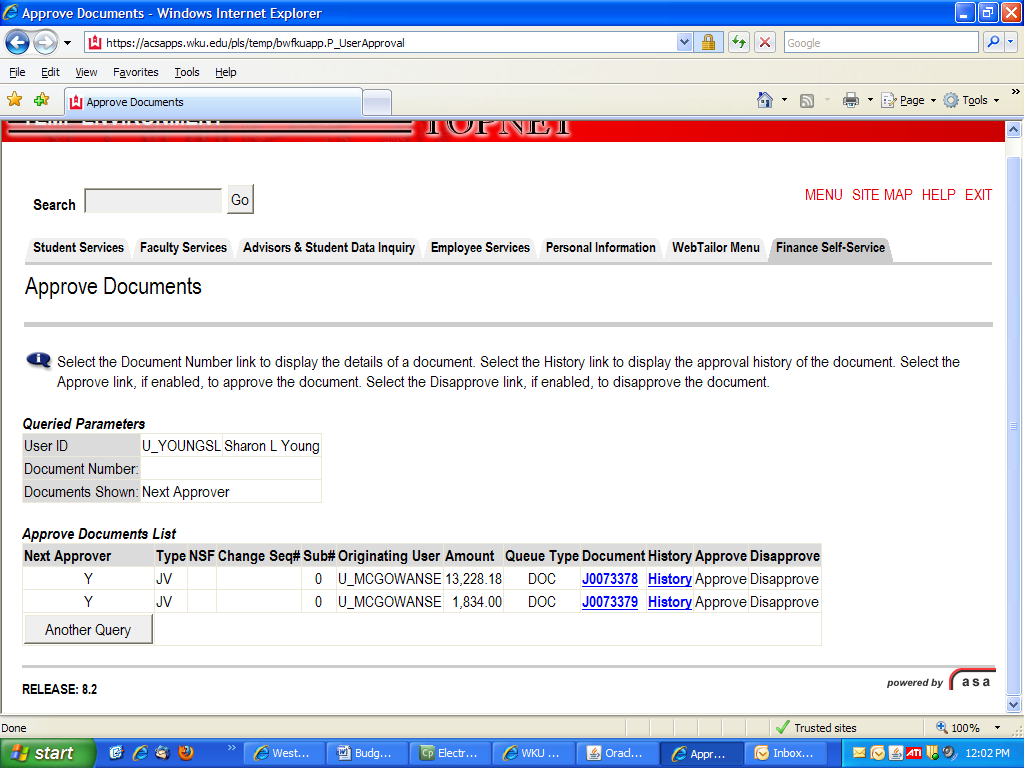 Approve Documents - Windows Internet Explorer
https://acsapps.wku.edu/pls/temp/bwfkuapp.P_UserApproval
Google
File Edit View Favorites Tools Help
Approve Documents
Page Tools
TEMP ENVIRONMENT TOPNET
Search Go
MENU SITE MAP HELP EXIT
Student Services Faculty Services Advisors & Student Data Inquiry Employee Services Personal Information WebTailor Menu Finance Self-Service
Approve Documents
Select the Document Number link to display the details of a document. Select the History link to display the approval history of the document. Select the
Approve link, if enabled, to approve the document. Select the Disapprove link, if enabled, to disapprove the document.
Queried Parameters
User ID U_YOUNGSL Sharon L Young
Document Number:
Documents Shown: Next Approver
Approve Documents List
Next Approver Type NSF Change Seq# Sub# Originating User Amount Queue Type Document History Approve Disapprove
Y JV 0 U_MCGOWANSE 13,228.18 DOC J0073378 History Approve Disapprove
Y JV 0 U_MCGOWANSE 1,834.00 DOC J0073379 History Approve Disapprove
Another Query
RELEASE: 8.2
powered by asa
Done Trusted sites 100%
start West... Budg... Electr... WKU ... Oracl... Appr... Inbox... ATI 12:02 PM